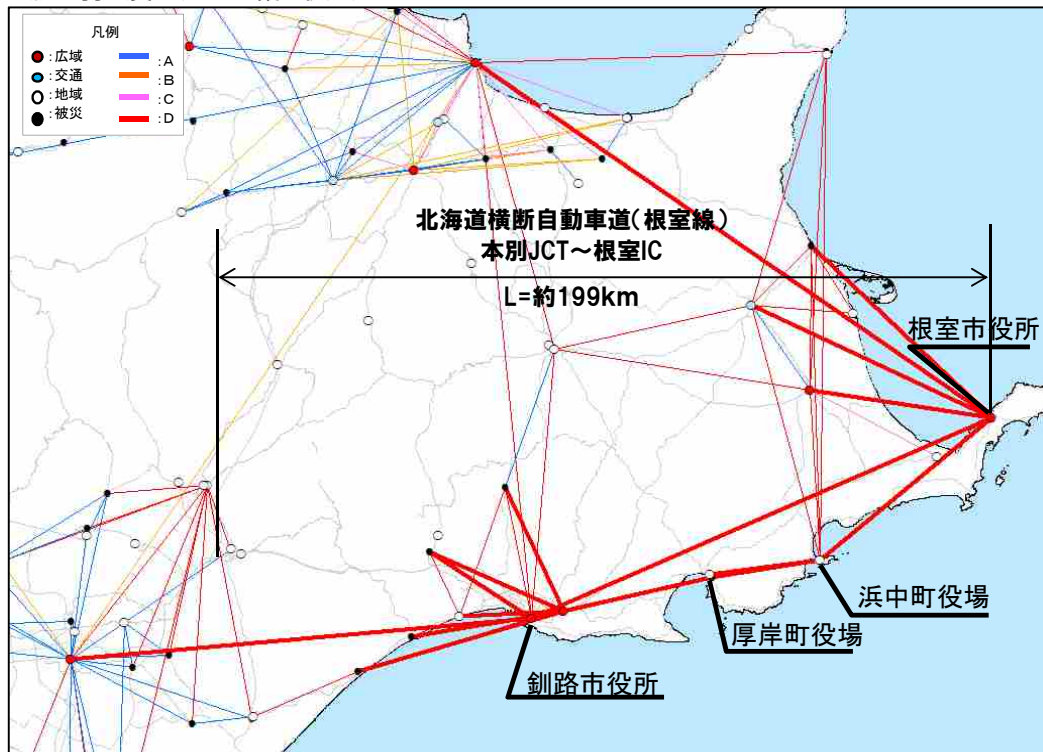 凡例
:広域
:交通
:地域
:被災
:A
:B
:C
:D
北海道横断自動車道(根室線)
本別JCT～根室IC
L=約199km
根室市役所
浜中町役場
厚岸町役場
釧路市役所